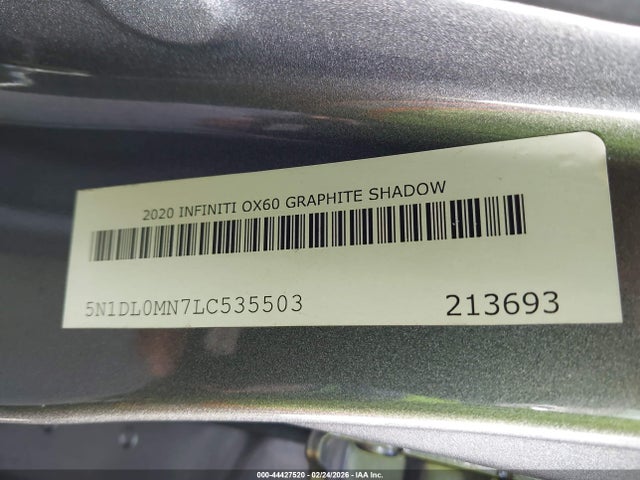 2020 INFINITI QX60 GRAPHITE SHADOW
5N1DL0MN7LC535503 213693
000-44427520 - 02/24/2026 - IAA Inc.